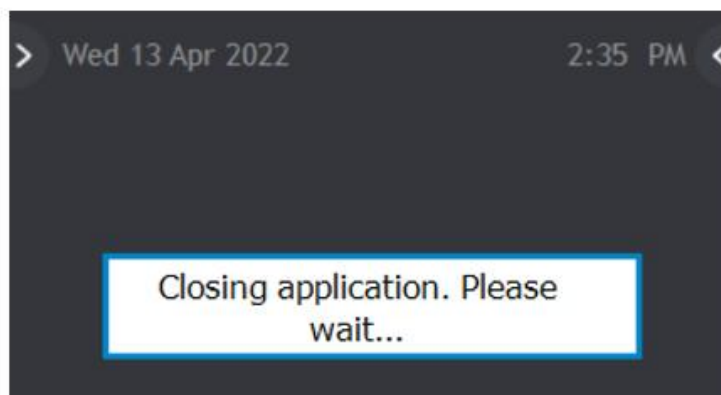 > Wed 13 Apr 2022 2:35 PM <
Closing application. Please
wait...